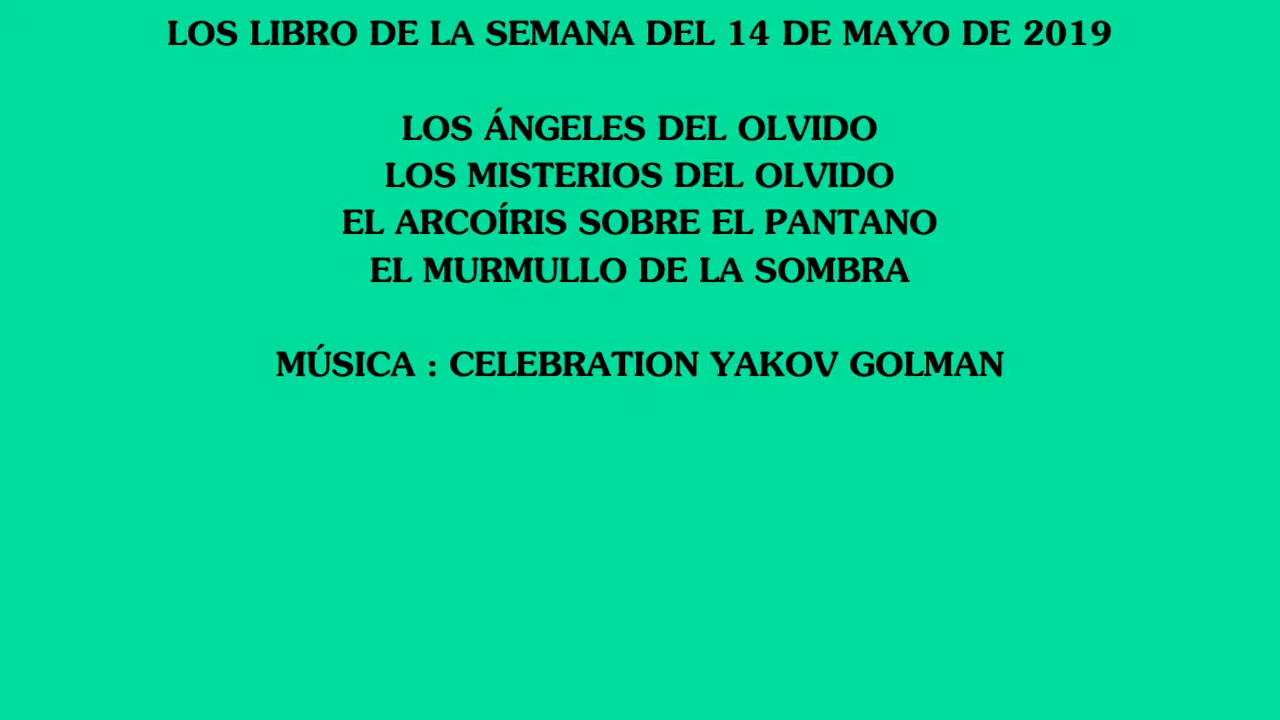 LOS LIBRO DE LA SEMANA DEL 14 DE MAYO DE 2019
LOS ÁNGELES DEL OLVIDO
LOS MISTERIOS DEL OLVIDO
EL ARCOÍRIS SOBRE EL PANTANO
EL MURMULLO DE LA SOMBRA
MÚSICA : CELEBRATION YAKOV GOLMAN